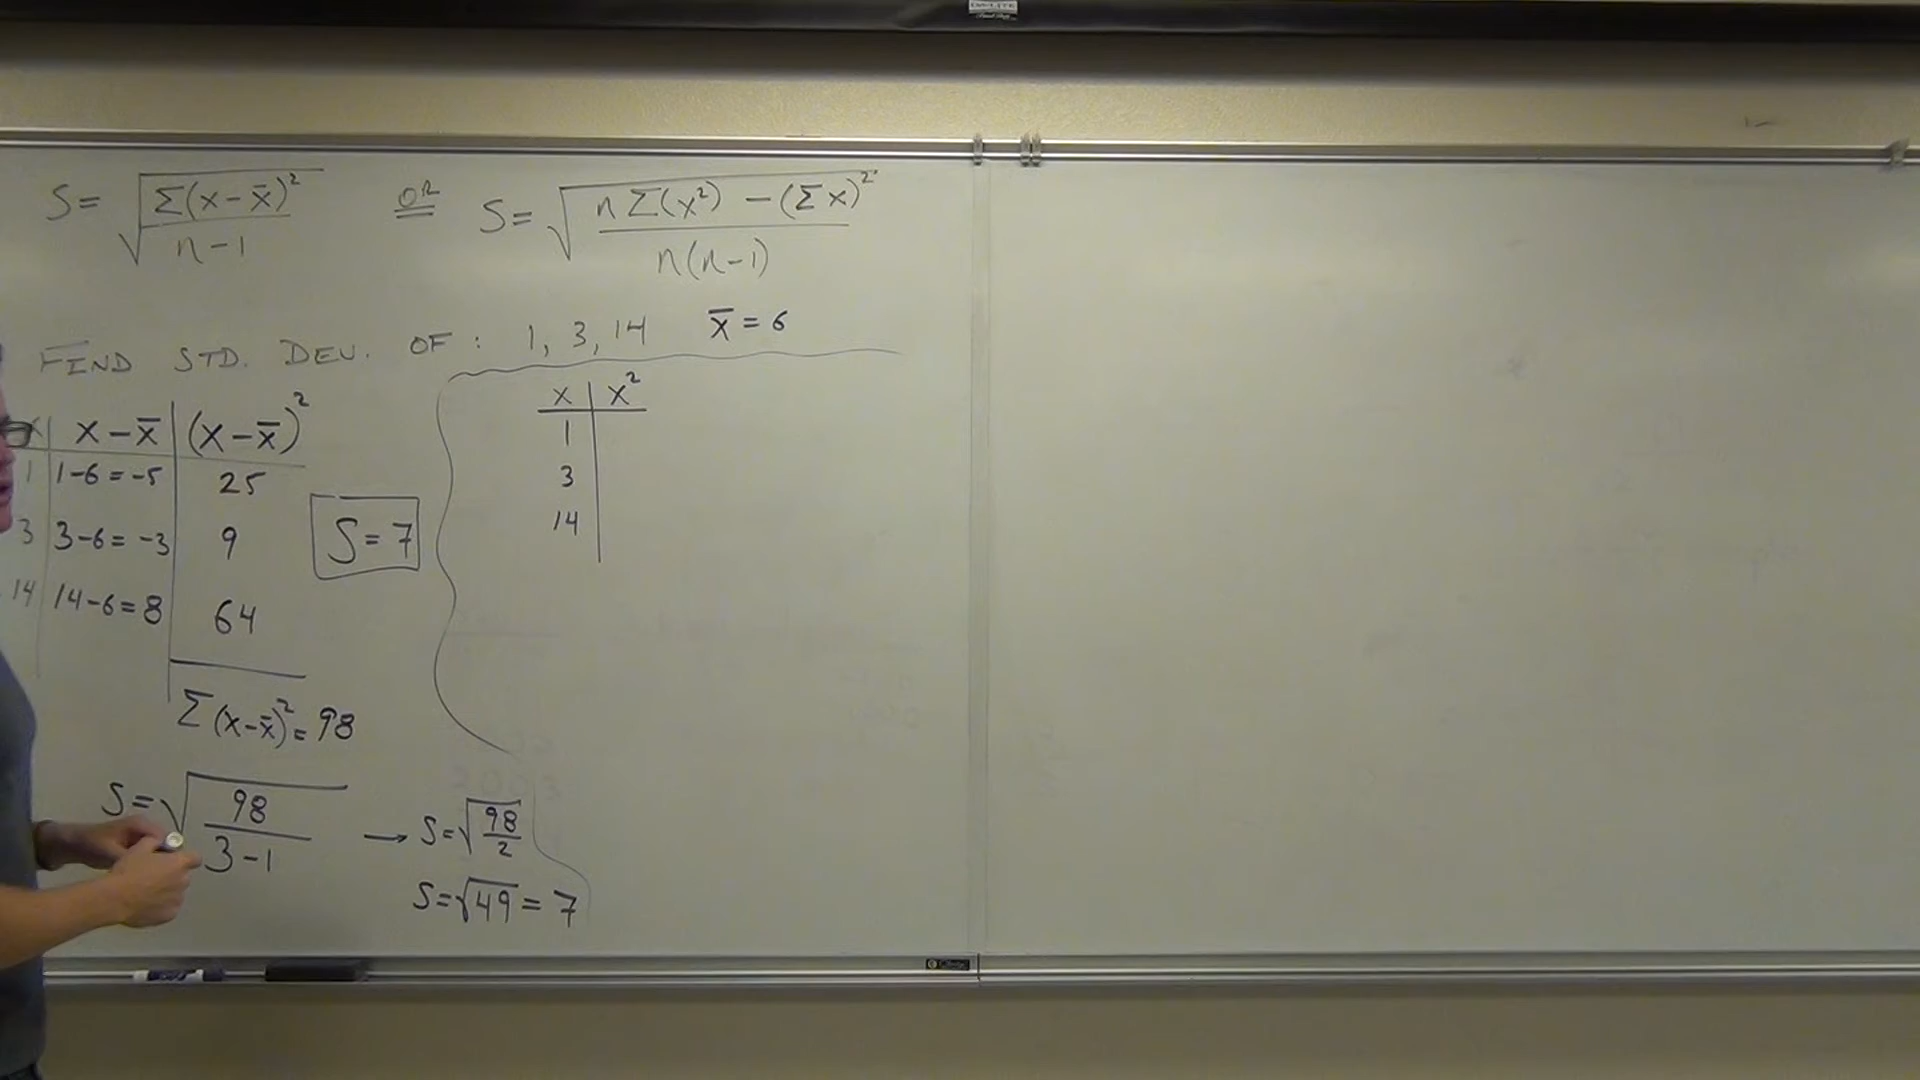 S = √(Σ(x-x̄)² / n-1) OR S = √(nΣ(x²) - (Σx)² / n(n-1))
FIND STD. DEV. OF: 1, 3, 14 x̄ = 6
x | x-x̄ | (x-x̄)²
1 | 1-6=-5 | 25
3 | 3-6=-3 | 9
14 | 14-6=8 | 64
Σ(x-x̄)²=98
S=√(98 / 3-1) → S=√(98 / 2)
S=√49 = 7
S=7
x | x²
1
3
14